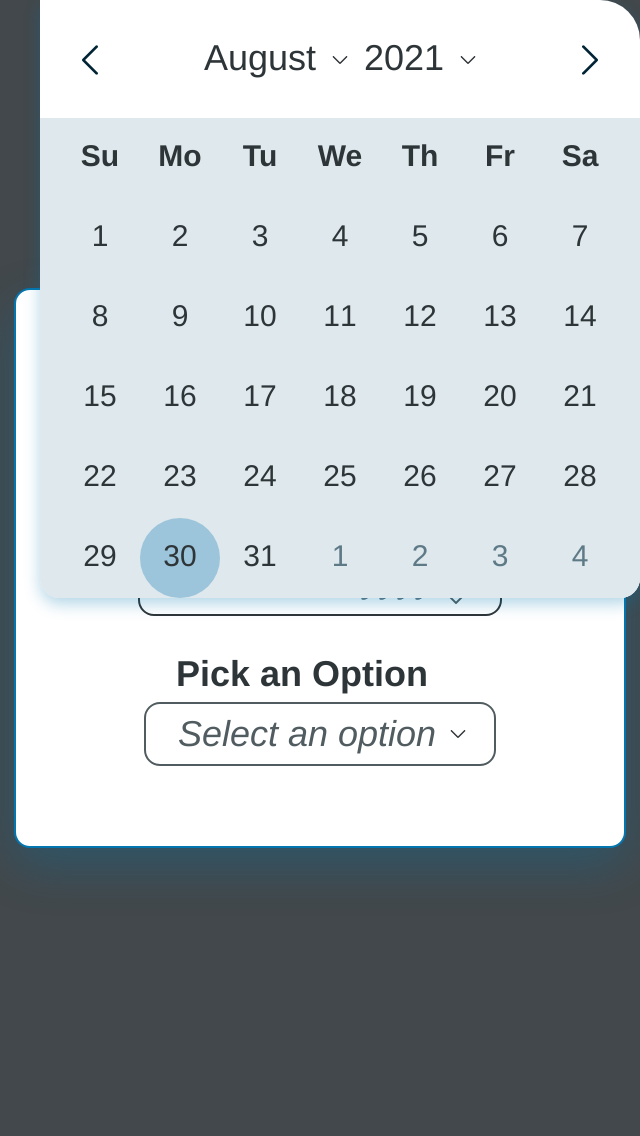 August 2021
Su Mo Tu We Th Fr Sa
1 2 3 4 5 6 7
8 9 10 11 12 13 14
15 16 17 18 19 20 21
22 23 24 25 26 27 28
29 30 31 1 2 3 4
Pick an Option
Select an option